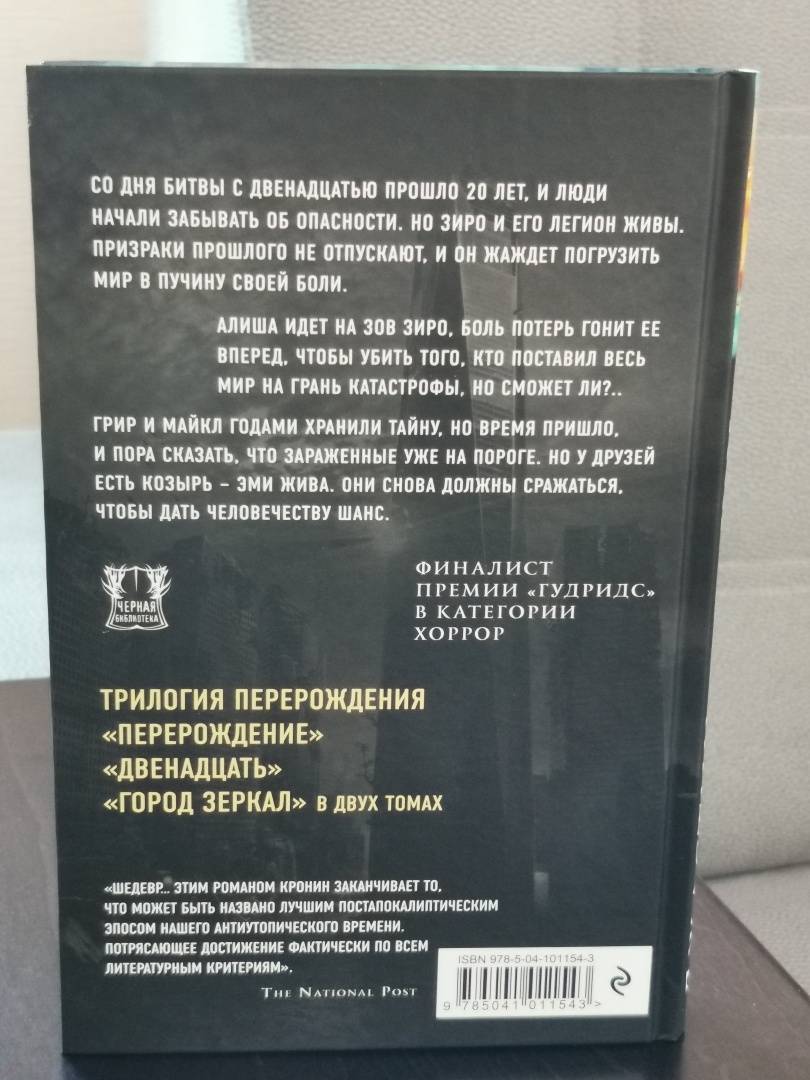 СО ДНЯ БИТВЫ С ДВЕНАДЦАТЬЮ ПРОШЛО 20 ЛЕТ, И ЛЮДИ
НАЧАЛИ ЗАБЫВАТЬ ОБ ОПАСНОСТИ. НО ЗИРО И ЕГО ЛЕГИОН ЖИВЫ.
ПРИЗРАКИ ПРОШЛОГО НЕ ОТПУСКАЮТ, И ОН ЖАЖДЕТ ПОГРУЗИТЬ
МИР В ПУЧИНУ СВОЕЙ БОЛИ.
АЛИША ИДЕТ НА ЗОВ ЗИРО, БОЛЬ ПОТЕРЬ ГОНИТ ЕЕ
ВПЕРЕД, ЧТОБЫ УБИТЬ ТОГО, КТО ПОСТАВИЛ ВЕСЬ
МИР НА ГРАНЬ КАТАСТРОФЫ, НО СМОЖЕТ ЛИ?..
ГРИР И МАЙКЛ ГОДАМИ ХРАНИЛИ ТАЙНУ, НО ВРЕМЯ ПРИШЛО,
И ПОРА СКАЗАТЬ, ЧТО ЗАРАЖЕННЫЕ УЖЕ НА ПОРОГЕ. НО У ДРУЗЕЙ
ЕСТЬ КОЗЫРЬ – ЭМИ ЖИВА. ОНИ СНОВА ДОЛЖНЫ СРАЖАТЬСЯ,
ЧТОБЫ ДАТЬ ЧЕЛОВЕЧЕСТВУ ШАНС.
ЧЕРНАЯ
БИБЛИОТЕКА
ФИНАЛИСТ
ПРЕМИИ «ГУДРИДС»
В КАТЕГОРИИ
ХОРРОР
ТРИЛОГИЯ ПЕРЕРОЖДЕНИЯ
«ПЕРЕРОЖДЕНИЕ»
«ДВЕНАДЦАТЬ»
«ГОРОД ЗЕРКАЛ» В ДВУХ ТОМАХ
«ШЕДЕВР... ЭТИМ РОМАНОМ КРОНИН ЗАКАНЧИВАЕТ ТО,
ЧТО МОЖЕТ БЫТЬ НАЗВАНО ЛУЧШИМ ПОСТАПОКАЛИПТИЧЕСКИМ
ЭПОСОМ НАШЕГО АНТИУТОПИЧЕСКОГО ВРЕМЕНИ.
ПОТРЯСАЮЩЕЕ ДОСТИЖЕНИЕ ФАКТИЧЕСКИ ПО ВСЕМ
ЛИТЕРАТУРНЫМ КРИТЕРИЯМ».
THE NATIONAL POST
ISBN 978-5-04-101154-3
9 785041 011543 >